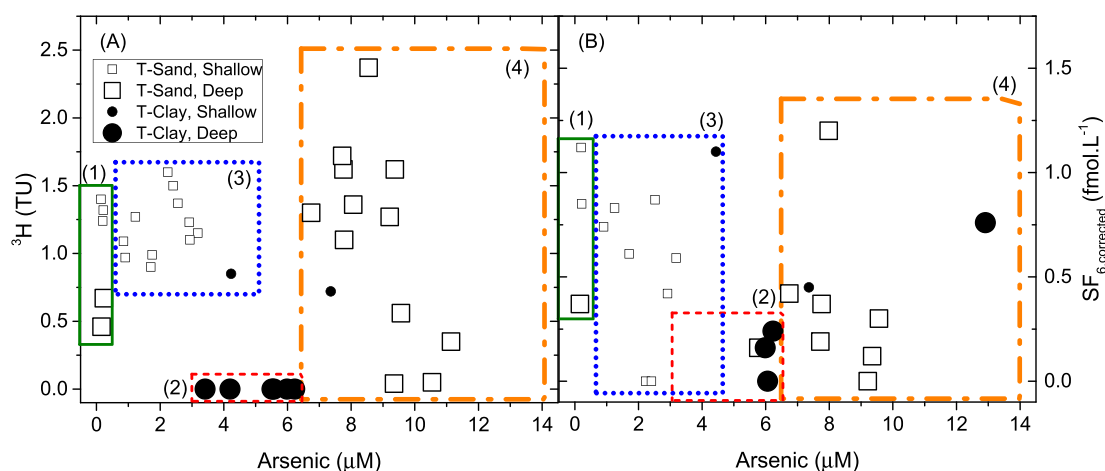 (A)
T-Sand, Shallow
T-Sand, Deep
T-Clay, Shallow
T-Clay, Deep
(1)
(2)
(3)
(4)
0.0
0.5
1.0
1.5
2.0
2.5
³H (TU)
0 2 4 6 8 10 12
Arsenic (µM)
(B)
(1)
(2)
(3)
(4)
0 2 4 6 8 10 12 14
Arsenic (µM)
0.0
0.5
1.0
1.5
SF6,corrected (fmol.L⁻¹)